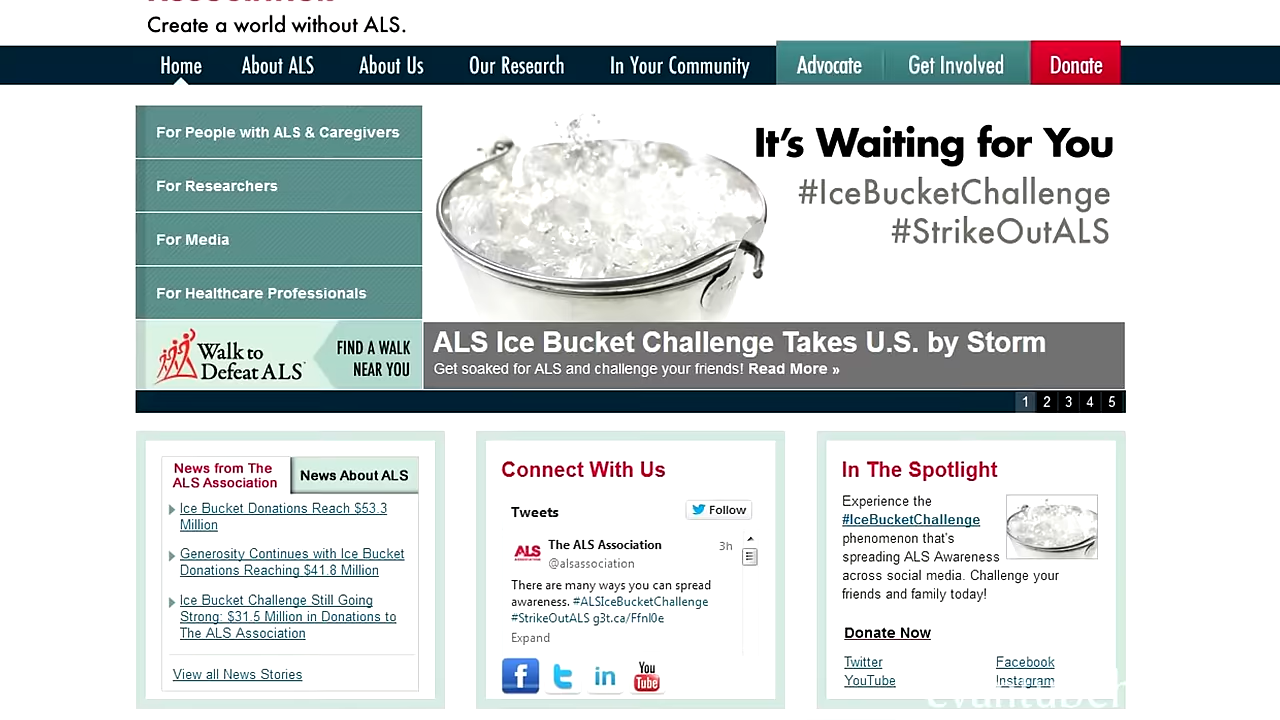 Create a world without ALS.
Home About ALS About Us Our Research In Your Community Advocate Get Involved Donate
For People with ALS & Caregivers
For Researchers
For Media
For Healthcare Professionals
Walk to
Defeat ALS
FIND A WALK
NEAR YOU
It's Waiting for You
#IceBucketChallenge
#StrikeOutALS
ALS Ice Bucket Challenge Takes U.S. by Storm
Get soaked for ALS and challenge your friends! Read More »
1 2 3 4 5
News from The
ALS Association
News About ALS
Ice Bucket Donations Reach $53.3
Million
Generosity Continues with Ice Bucket
Donations Reaching $41.8 Million
Ice Bucket Challenge Still Going
Strong: $31.5 Million in Donations to
The ALS Association
View all News Stories
Connect With Us
Tweets
Follow
ALS
The ALS Association 3h
@alsassociation
There are many ways you can spread
awareness. #ALSIceBucketChallenge
#StrikeOutALS g3t.ca/FfnI0e
Expand
f t in You Tube
In The Spotlight
Experience the
#IceBucketChallenge
phenomenon that's
spreading ALS Awareness
across social media. Challenge your
friends and family today!
Donate Now
Twitter Facebook
YouTube Instagram